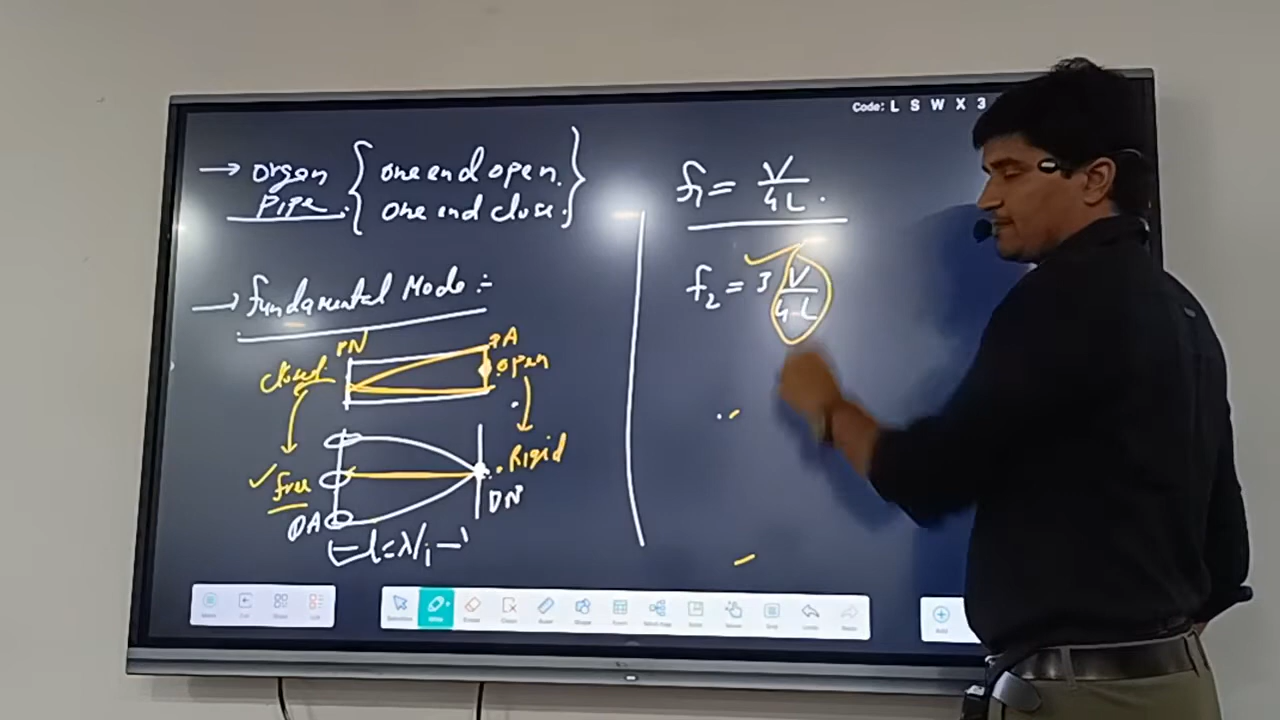 Code: L S W X 3
→ organ Pipe { one end open. one end close. }
→ fundamental Mode :-
PN
PA
closed
open
free
Rigid
DA
DN
f₁ = V/4L.
f₂ = 3 V/4L